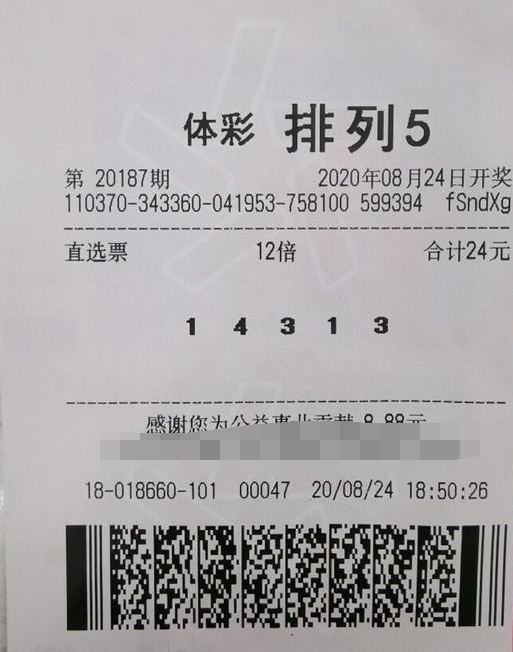 体彩 排列5
第 20187期 2020年08月24日开奖
110370-343360-041953-758100 599394 fSndXg
直选票 12倍 合计24元
1 4 3 1 3
感谢您为公益事业贡献 8.88元
18-018660-101 00047 20/08/24 18:50:26